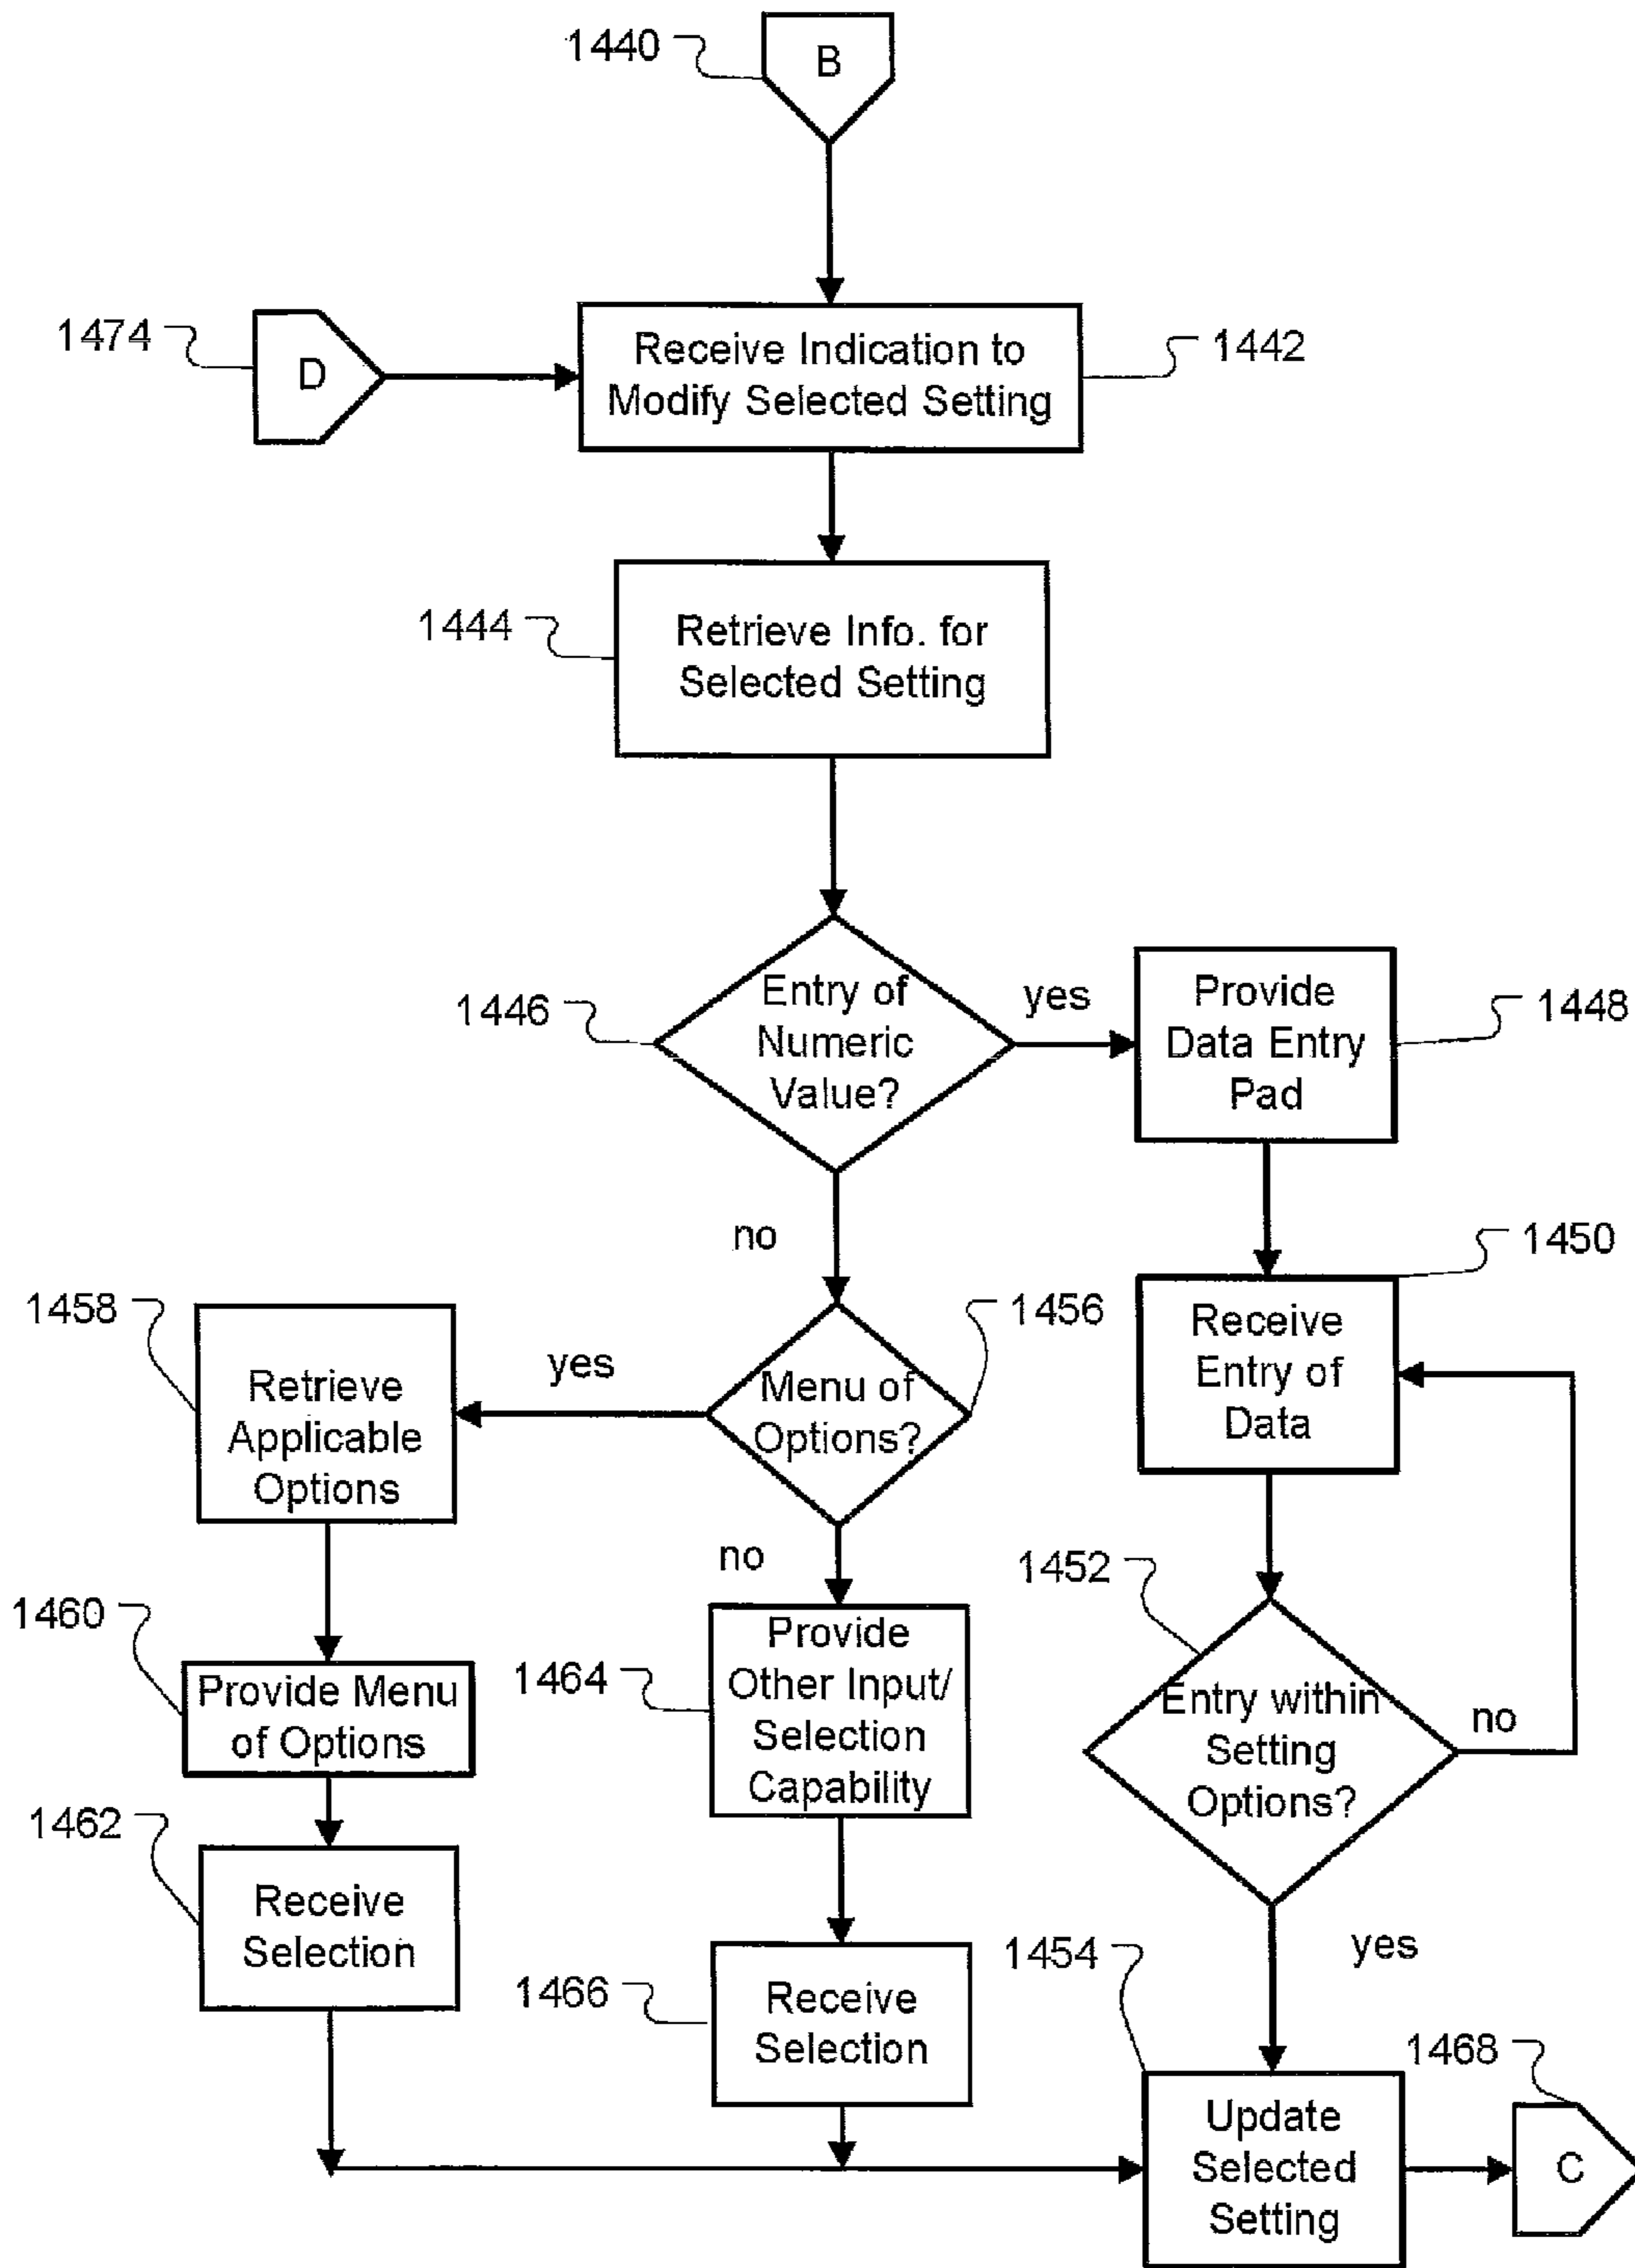 1440
B
1474
D
Receive Indication to
Modify Selected Setting
1442
1444
Retrieve Info. for
Selected Setting
1446
Entry of
Numeric
Value?
yes
Provide
Data Entry
Pad
1448
no
1450
Receive
Entry of
Data
1458
Retrieve
Applicable
Options
yes
Menu of
Options?
1456
no
1452
Entry within
Setting
Options?
no
1460
Provide Menu
of Options
1464
Provide
Other Input/
Selection
Capability
1462
Receive
Selection
1466
Receive
Selection
yes
1454
Update
Selected
Setting
1468
C